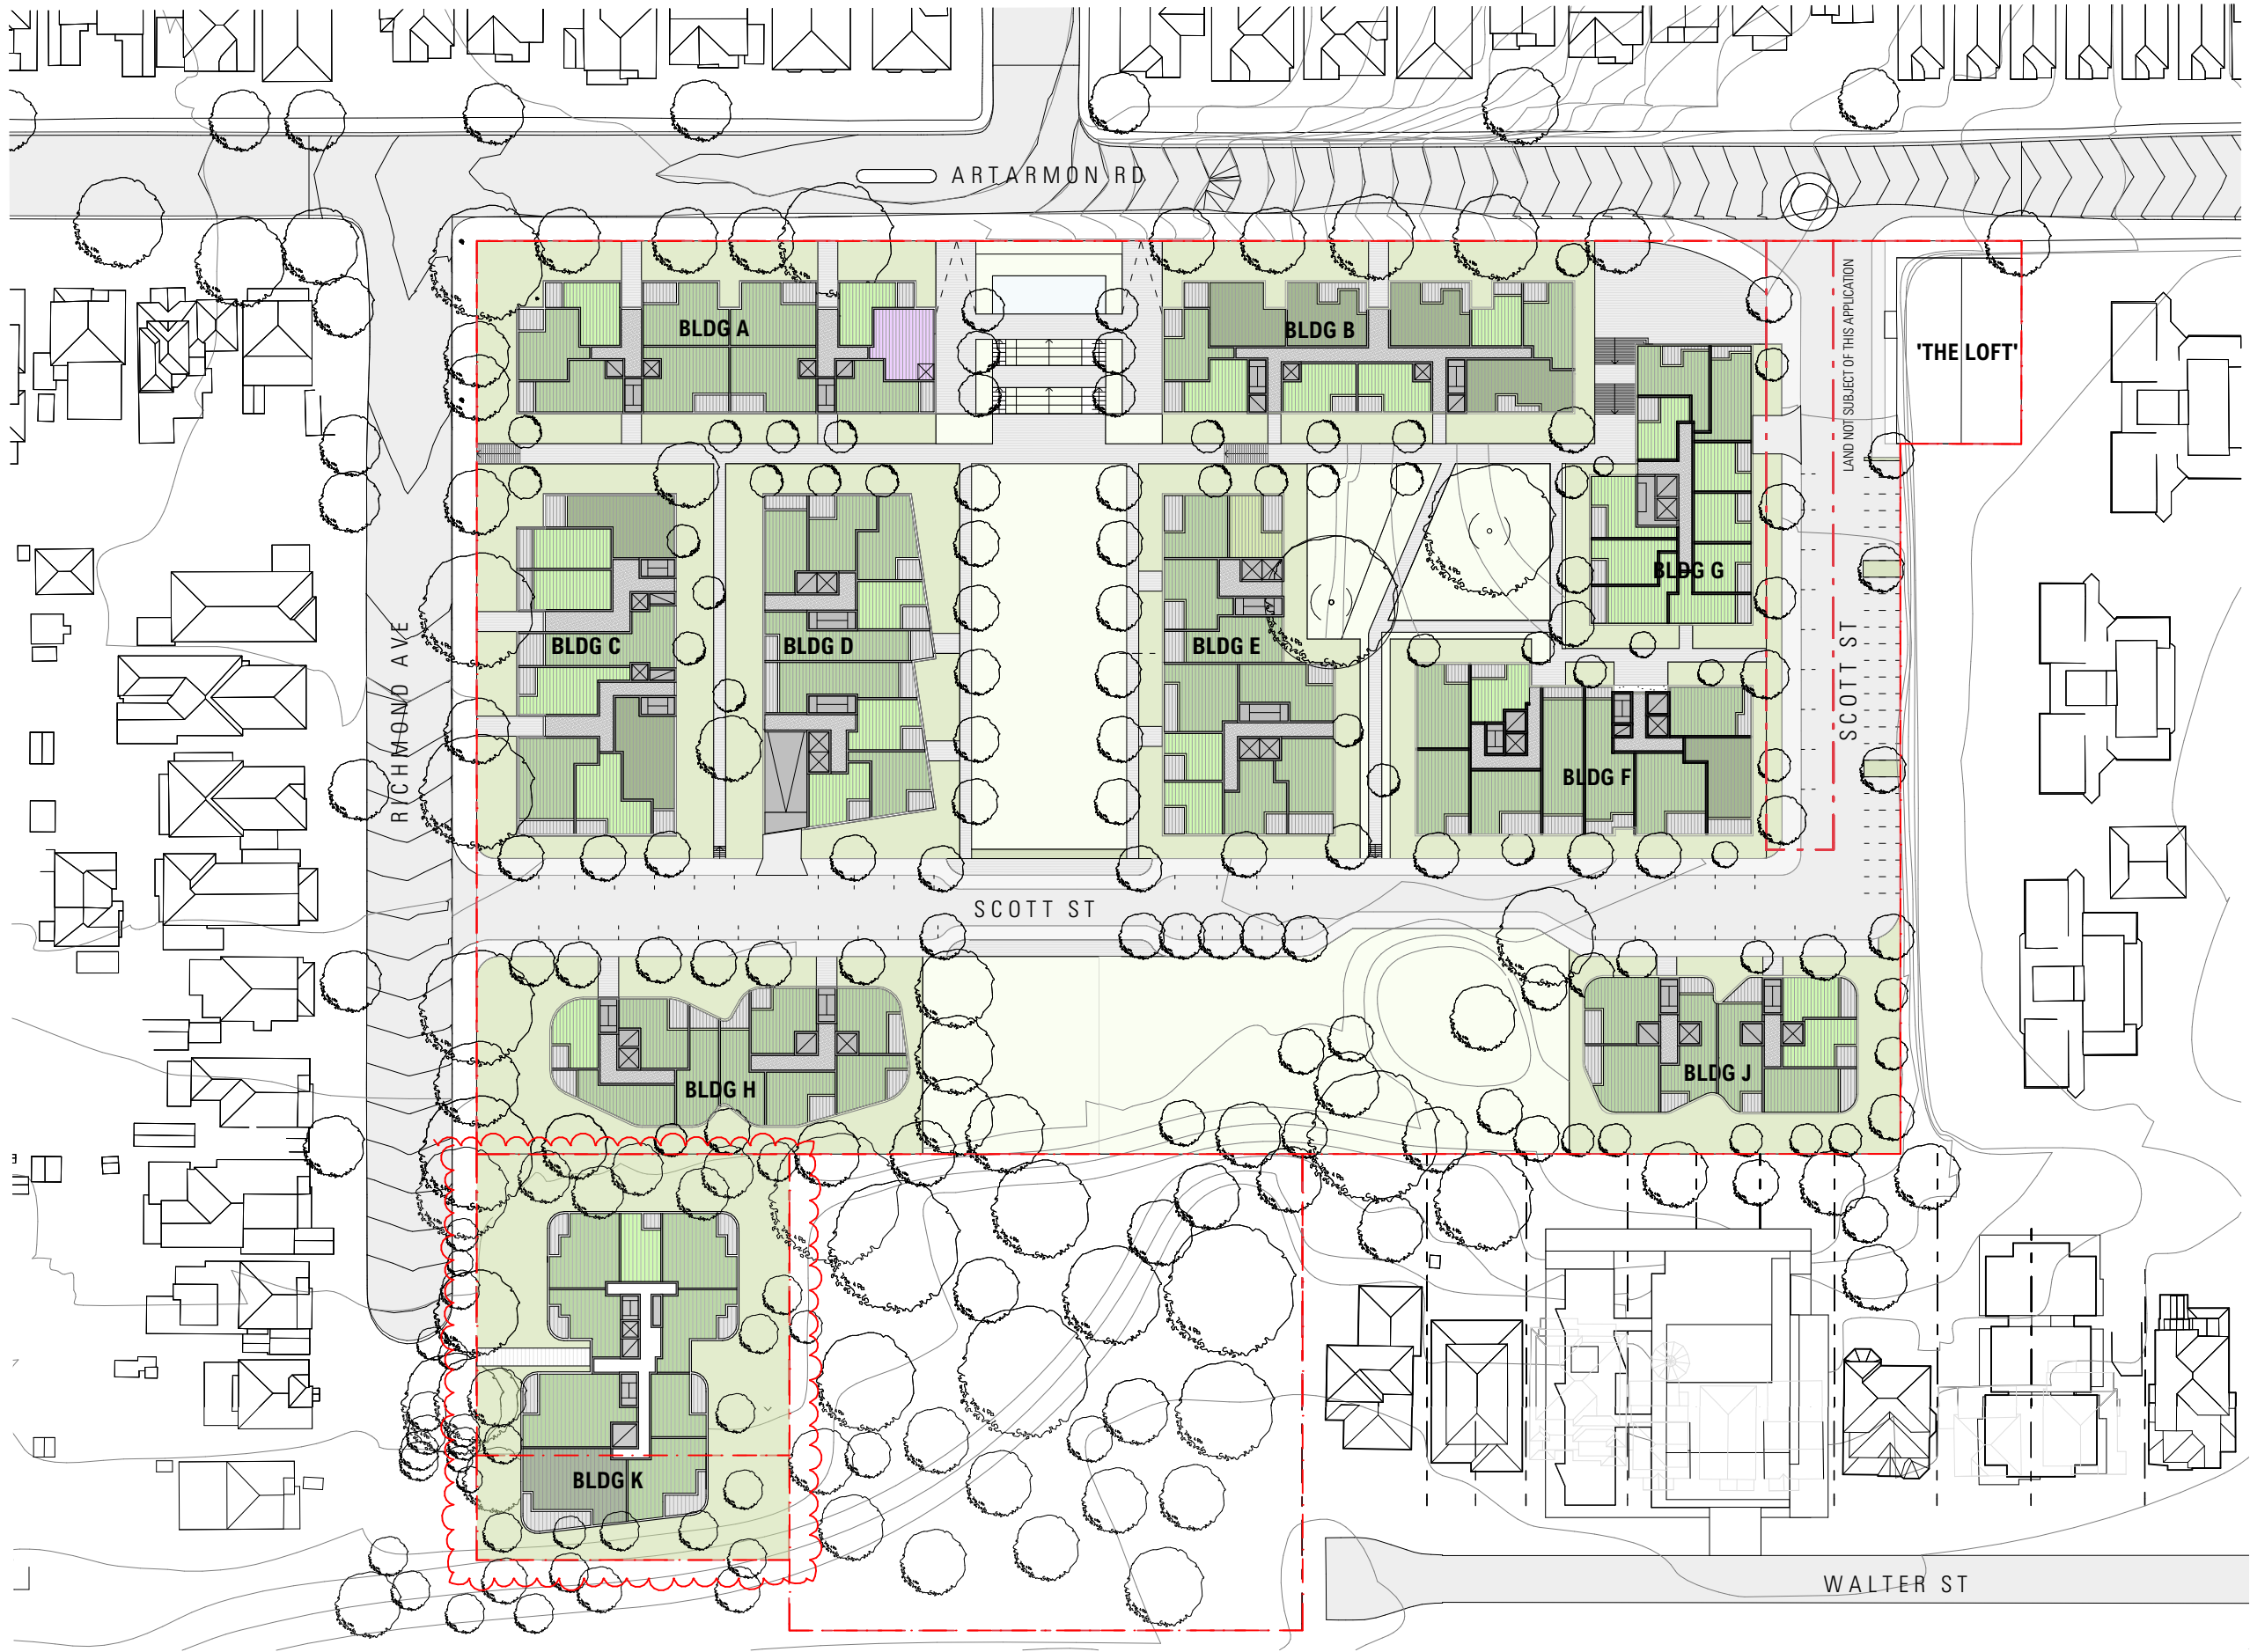 ARTARMON RD
BLDG A
BLDG B
'THE LOFT'
LAND NOT SUBJECT OF THIS APPLICATION
BLDG G
RICHMOND AVE
BLDG C
BLDG D
BLDG E
SCOTT ST
BLDG F
SCOTT ST
BLDG H
BLDG J
BLDG K
WALTER ST